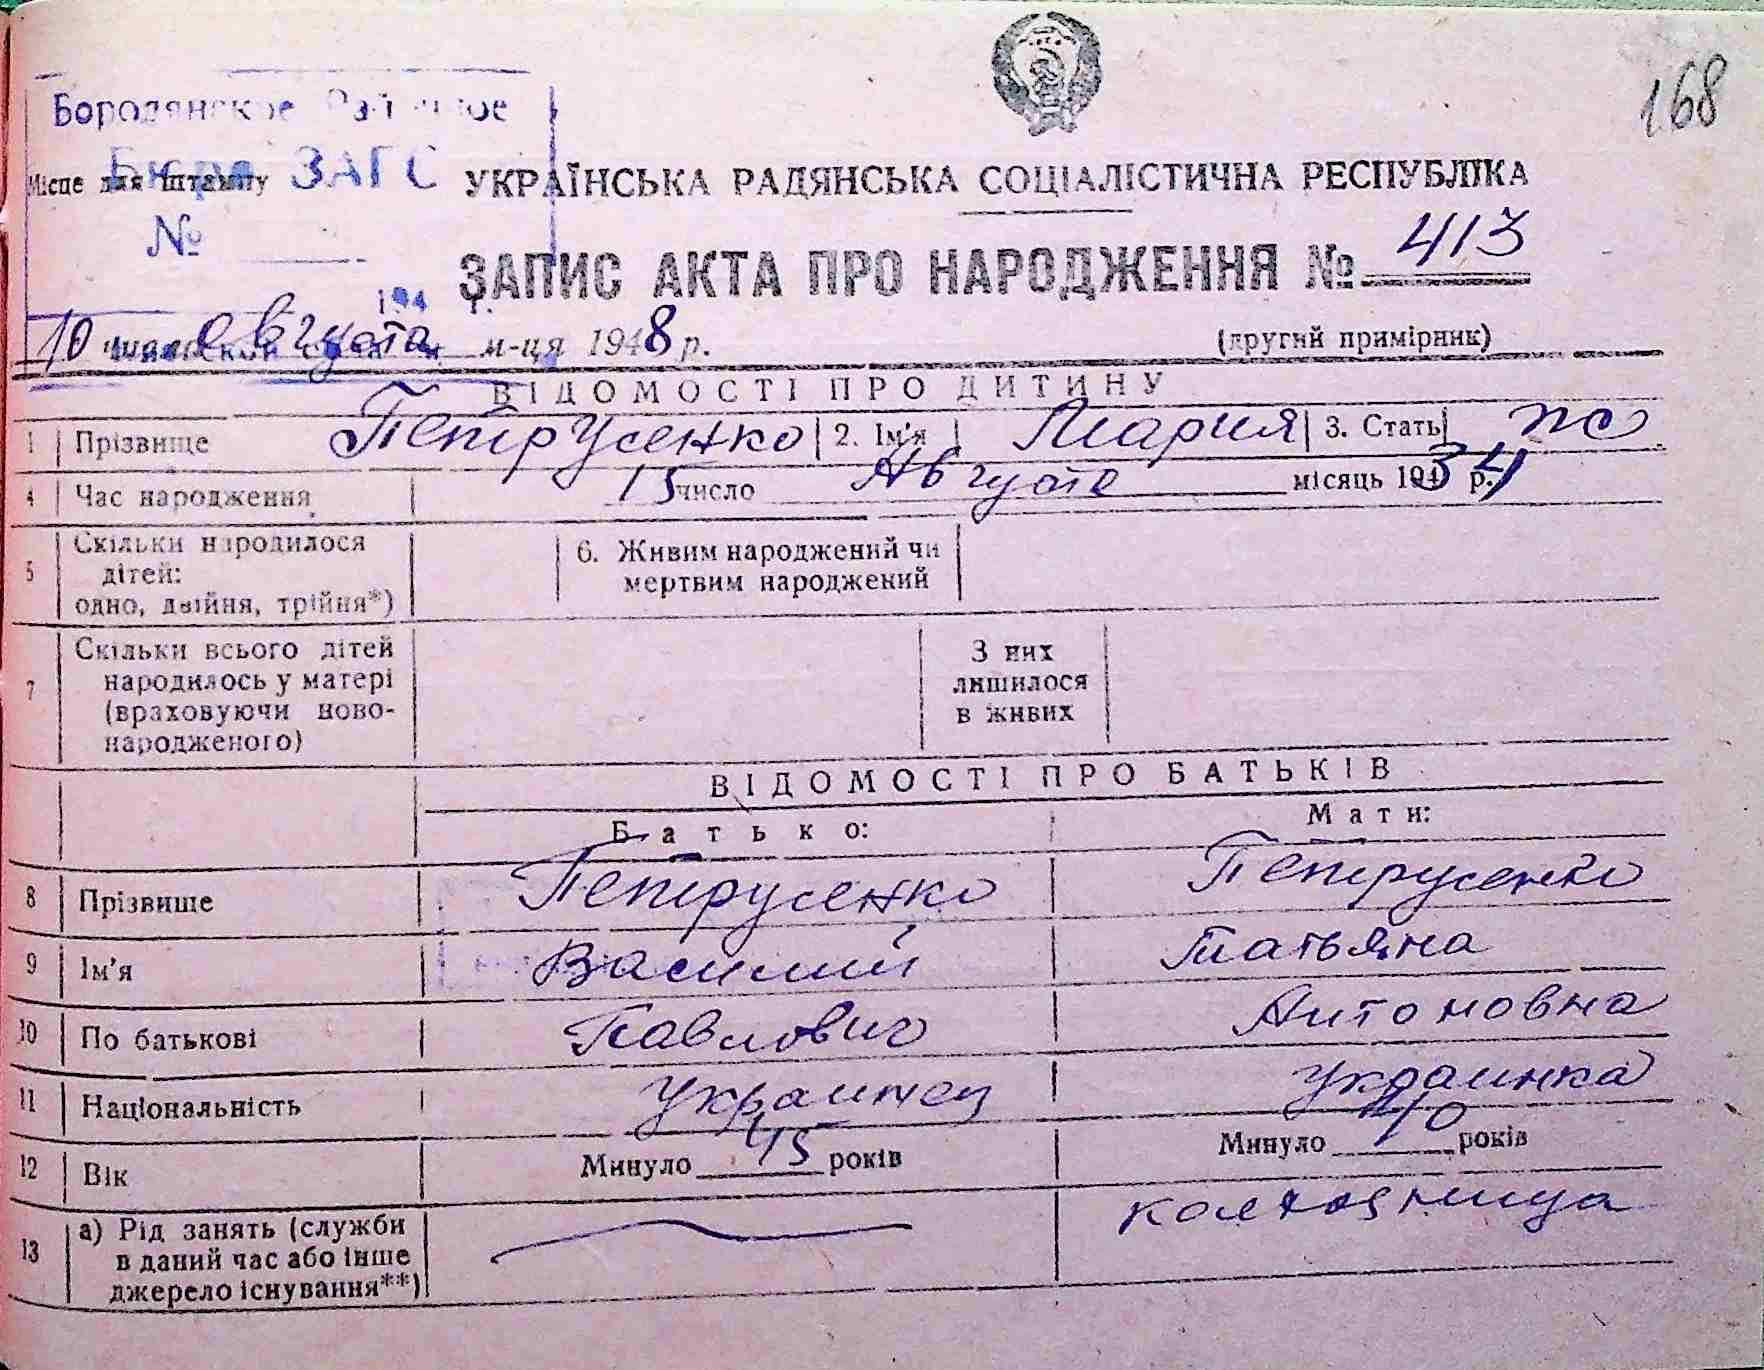 168
Бородянское Районное
Бюро ЗАГС
Місце для штампу
№
194
УКРАЇНСЬКА РАДЯНСЬКА СОЦІАЛІСТИЧНА РЕСПУБЛІКА
ЗАПИС АКТА ПРО НАРОДЖЕННЯ № 413
10 августа м-ця 1948 р. (другий примірник)
ВІДОМОСТІ ПРО ДИТИНУ
1 Прізвище Петрусенко 2. Ім'я Мария 3. Стать ж
4 Час народження 15 число Августа місяць 1934 р.
5 Скільки народилося дітей: одно, двійня, трійня*) 6. Живим народжений чи мертвим народжений
7 Скільки всього дітей народилось у матері (враховуючи новонародженого) З них лишилося в живих
ВІДОМОСТІ ПРО БАТЬКІВ
Батько: Мати:
8 Прізвище Петрусенко Петрусенко
9 Ім'я Василий Татьяна
10 По батькові Павлович Антоновна
11 Національність Украинец Украинка
12 Вік Минуло 45 років Минуло 40 років
13 а) Рід занять (служби в даний час або інше джерело існування**) колхозница